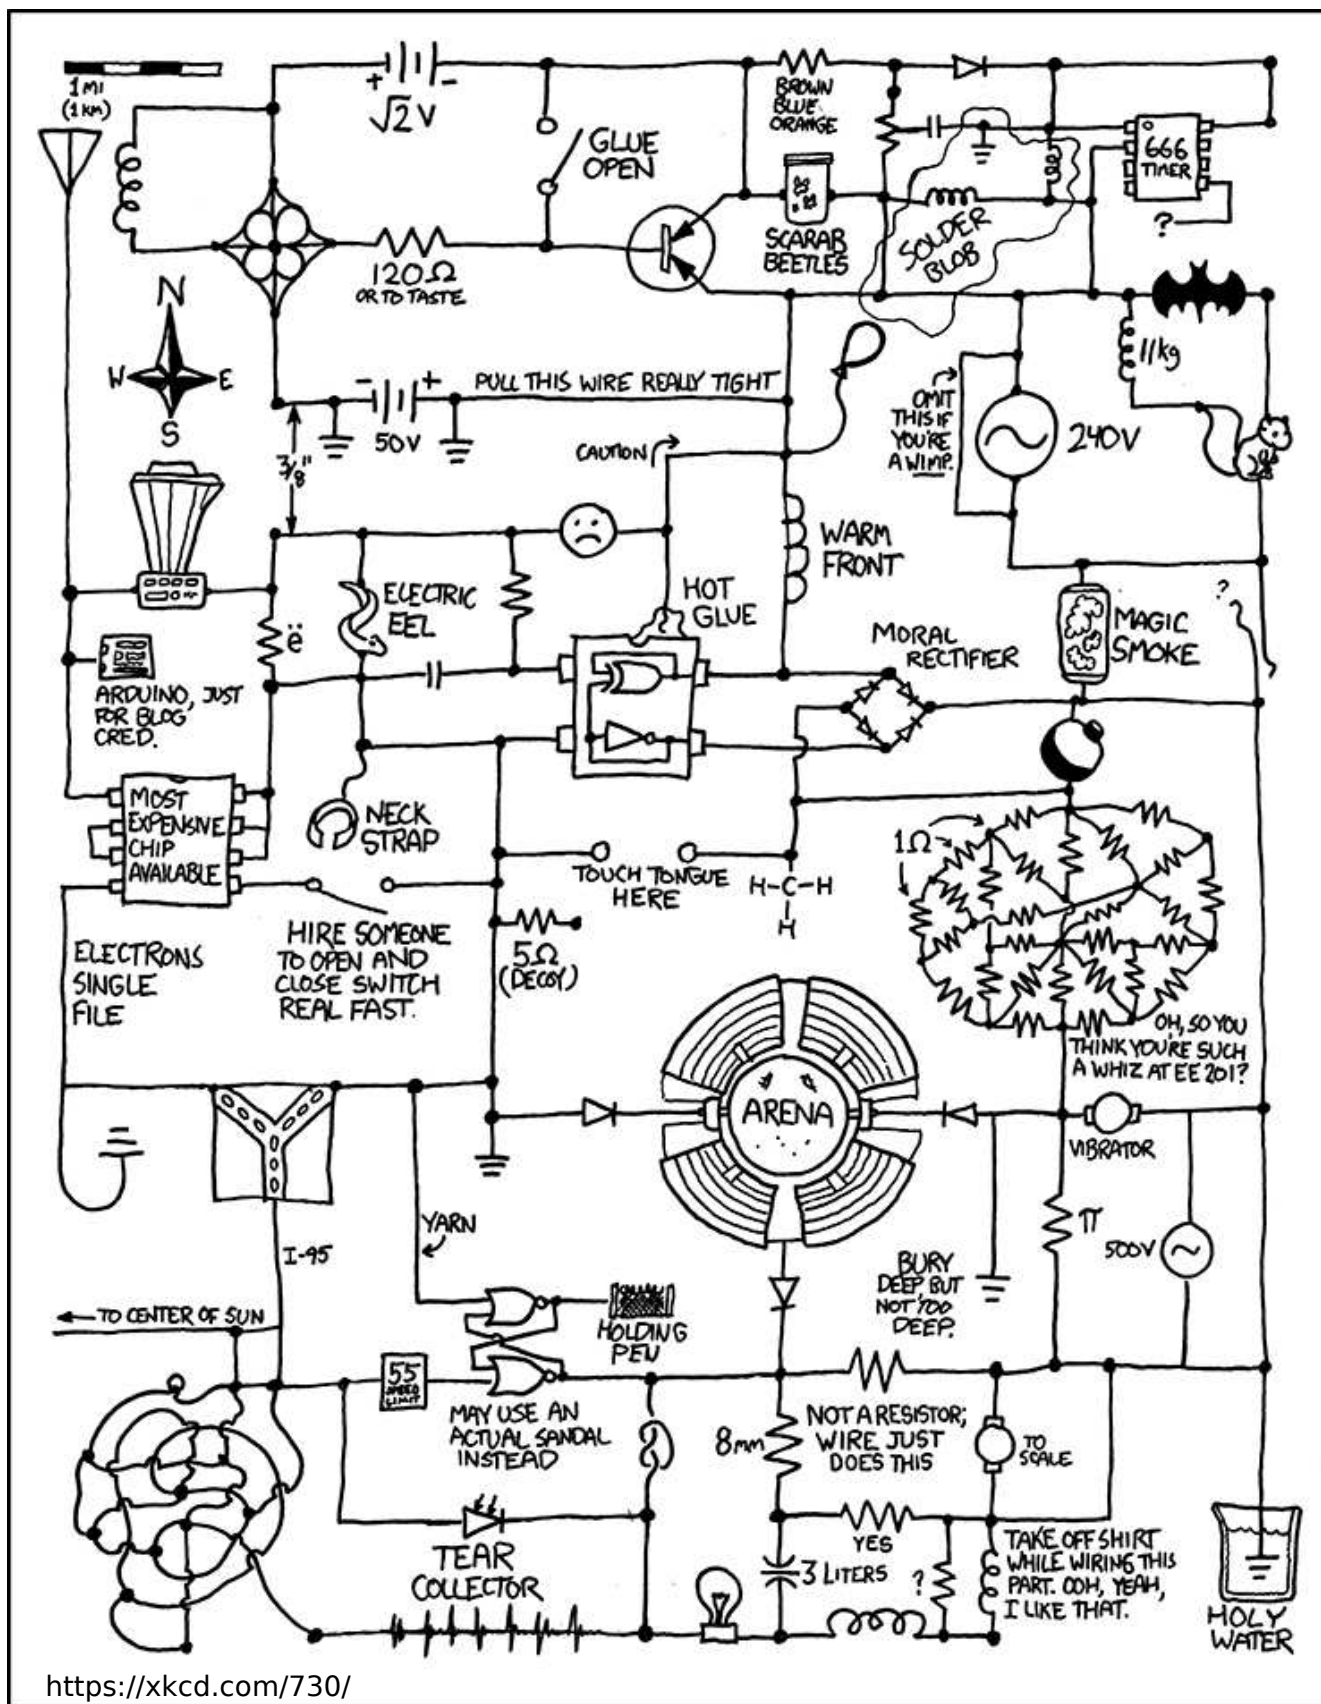 1 MI
(1 KM)
+
-
√2 V
GLUE
OPEN
BROWN
BLUE
ORANGE
666
TIMER
?
SCARAB
BEETLES
SOLDER
BLOB
120Ω
OR TO TASTE
N
W
E
S
-
+
50V
PULL THIS WIRE REALLY TIGHT
3/8"
CAUTION
OMIT
THIS IF
YOU'RE
A WIMP.
240V
11kg
WARM
FRONT
ELECTRIC
EEL
HOT
GLUE
ë
ARDUINO, JUST
FOR BLOG
CRED.
MORAL
RECTIFIER
MAGIC
SMOKE
?
MOST
EXPENSIVE
CHIP
AVAILABLE
NECK
STRAP
TOUCH TONGUE
HERE
H-C-H
H
1Ω
ELECTRONS
SINGLE
FILE
HIRE SOMEONE
TO OPEN AND
CLOSE SWITCH
REAL FAST.
5Ω
(DECOY)
OH, SO YOU
THINK YOU'RE SUCH
A WHIZ AT EE 201?
ARENA
VIBRATOR
YARN
I-95
π
500V
BURY
DEEP, BUT
NOT TOO
DEEP.
TO CENTER OF SUN
HOLDING
PEN
55
SPEED
LIMIT
MAY USE AN
ACTUAL SANDAL
INSTEAD
8mm
NOT A RESISTOR;
WIRE JUST
DOES THIS
TO
SCALE
TEAR
COLLECTOR
YES
3 LITERS
?
TAKE OFF SHIRT
WHILE WIRING THIS
PART. OOH, YEAH,
I LIKE THAT.
HOLY
WATER
https://xkcd.com/730/